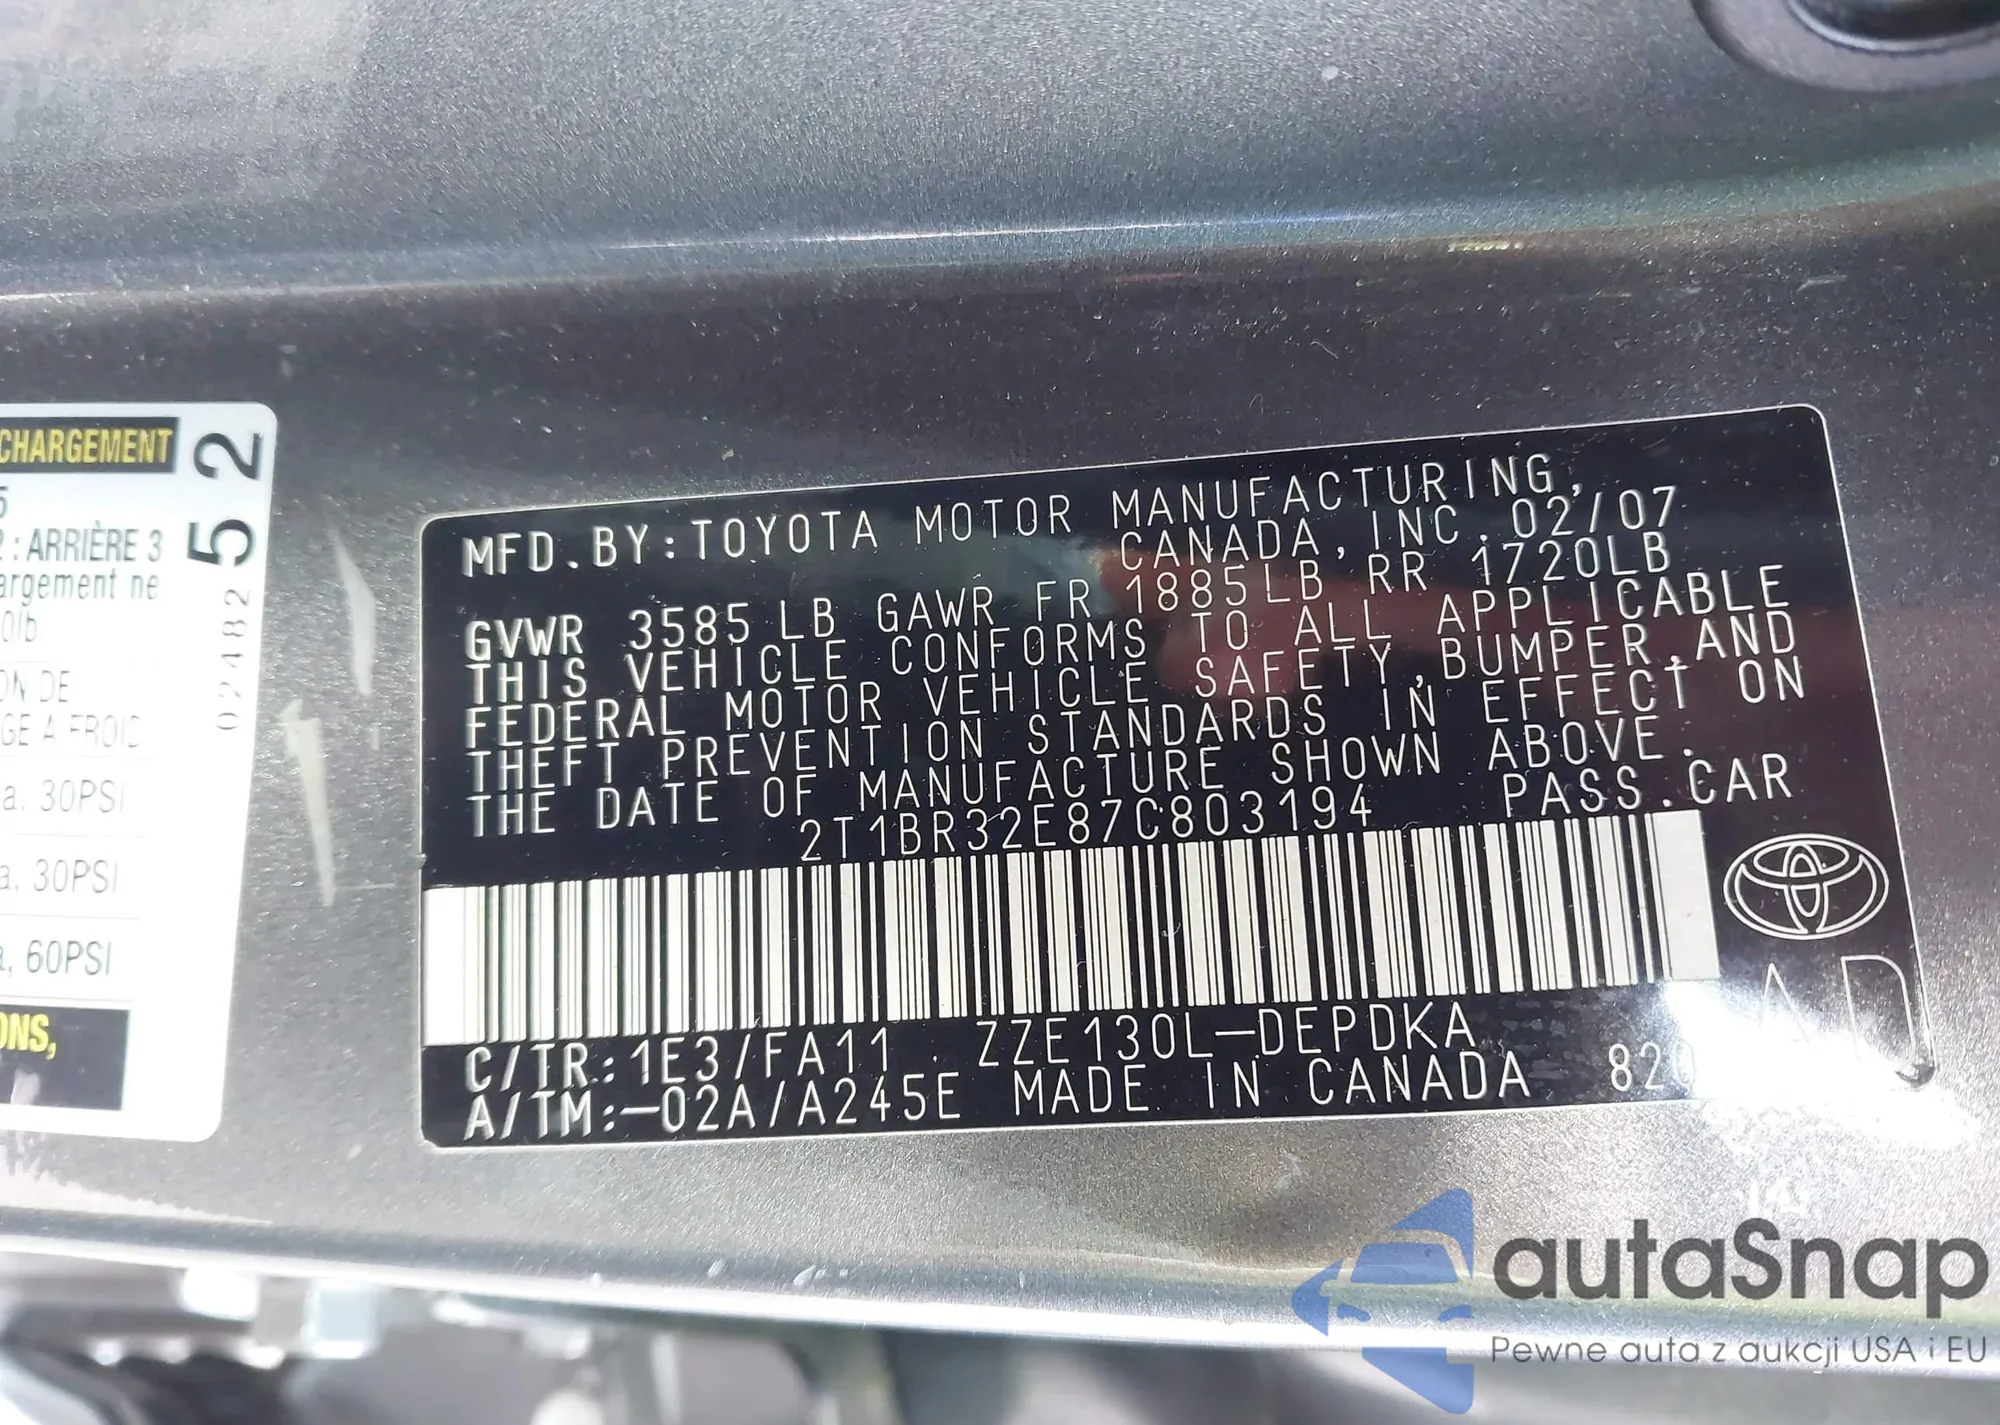 CHARGEMENT
52
5
: ARRIÈRE 3
argement ne
0lb.
ON DE
GE A FROID
a. 30PSI
a. 30PSI
a, 60PSI
ONS,
02482
MFD. BY: TOYOTA MOTOR MANUFACTURING,
CANADA, INC. 02/07
GVWR 3585 LB GAWR FR 1885LB RR 1720LB
THIS VEHICLE CONFORMS TO ALL APPLICABLE
FEDERAL MOTOR VEHICLE SAFETY, BUMPER, AND
THEFT PREVENTION STANDARDS IN EFFECT ON
THE DATE OF MANUFACTURE SHOWN ABOVE.
2T1BR32E87C803194 PASS. CAR
AD
C/TR: 1E3/FA11 ZZE130L-DEPDKA
A/TM:-02A/A245E MADE IN CANADA 820
autaSnap
Pewne auta z aukcji USA i EU